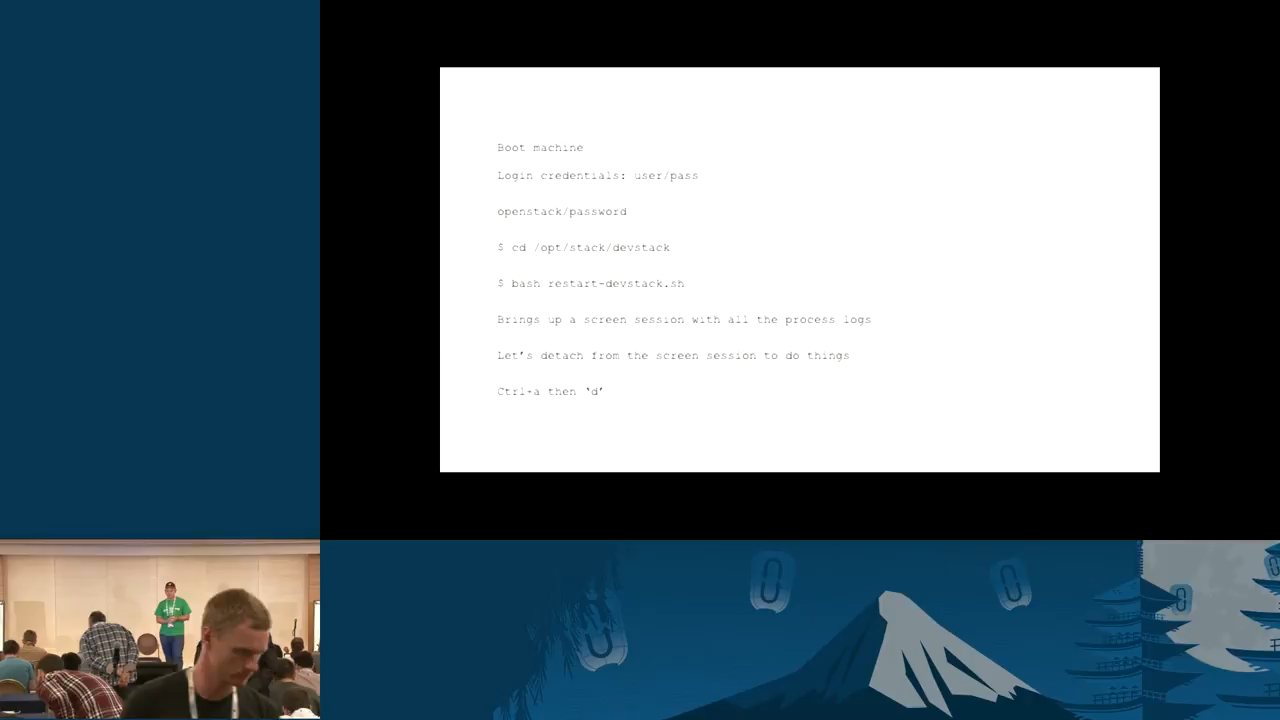 Boot machine
Login credentials: user/pass
openstack/password
$ cd /opt/stack/devstack
$ bash restart-devstack.sh
Brings up a screen session with all the process logs
Let’s detach from the screen session to do things
Ctrl+a then ‘d’